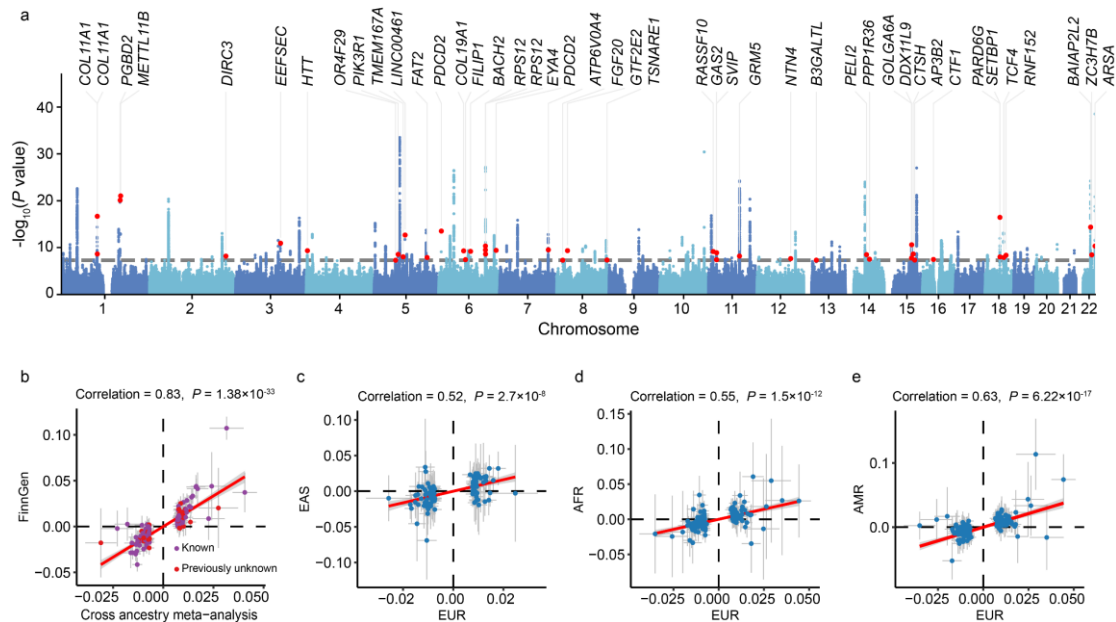 a
COL11A1
COL11A1
PGBD2
METTL11B
DIRC3
EEFSEC
HTT
OR4F29
PIK3R1
TMEM167A
LINC00461
FAT2
PDCD2
COL19A1
FILIP1
BACH2
RPS12
RPS12
EYA4
PDCD2
ATP6V0A4
FGF20
GTF2E2
TSNARE1
RASSF10
GAS2
SVIP
GRM5
NTN4
B3GALTL
PELI2
PPP1R36
GOLGA6A
DDX11L9
CTSH
AP3B2
CTF1
PARD6G
SETBP1
TCF4
RNF152
BAIAP2L2
ZC3H7B
ARSA
-log10(P value)
40
30
20
10
0
1 2 3 4 5 6 7 8 9 10 11 12 13 14 15 16 17 18 19 20 21 22
Chromosome
b
Correlation = 0.83, P = 1.38×10⁻³³
FinnGen
0.10
0.05
0.00
−0.05
Known
Previously unknown
−0.025 0.000 0.025 0.050
Cross ancestry meta-analysis
c
Correlation = 0.52, P = 2.7×10⁻⁸
EAS
0.10
0.05
0.00
−0.05
−0.10
−0.02 0.00 0.02
EUR
d
Correlation = 0.55, P = 1.5×10⁻¹²
AFR
0.15
0.10
0.05
0.00
−0.05
−0.025 0.000 0.025 0.050
EUR
e
Correlation = 0.63, P = 6.22×10⁻¹⁷
AMR
0.1
0.0
−0.025 0.000 0.025 0.050
EUR